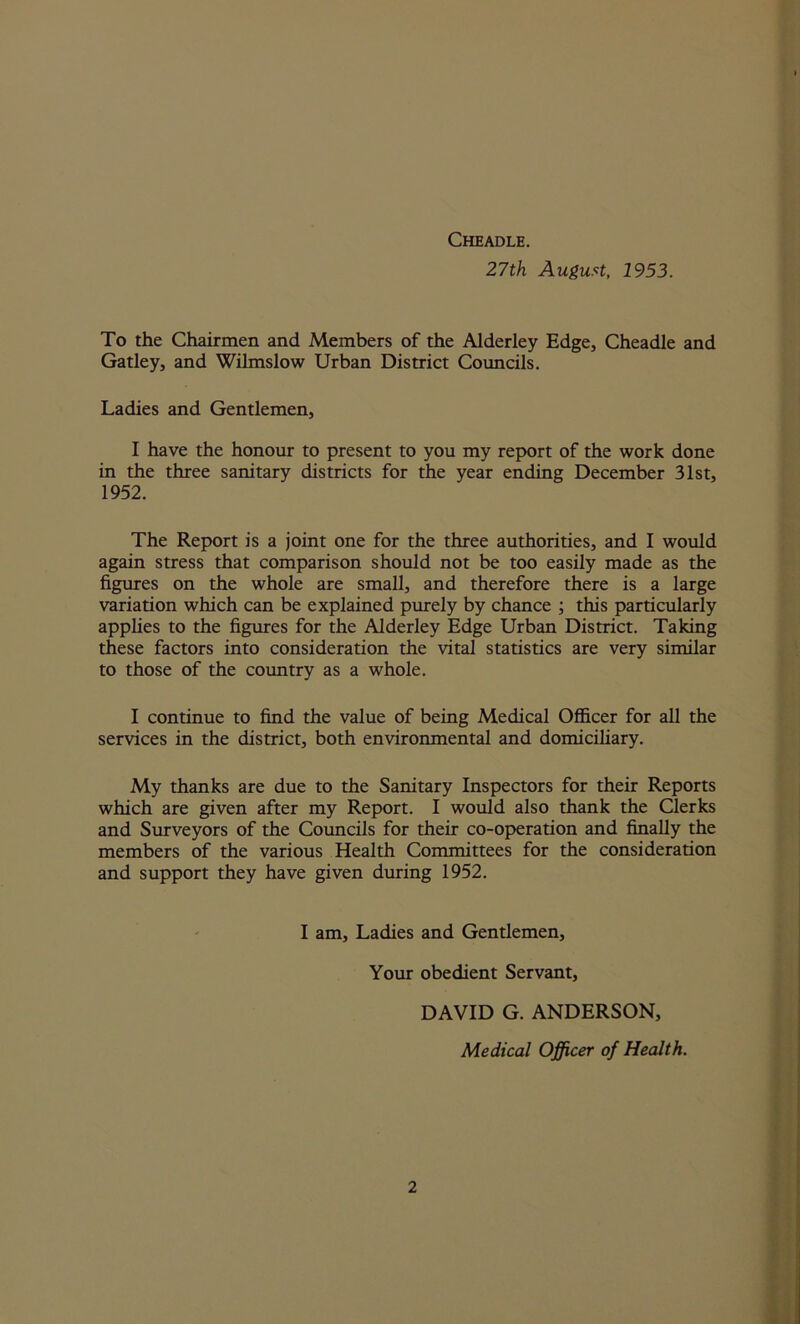 CHEADLE.
27th August, 1953.
To the Chairmen and Members of the Alderley Edge, Cheadle and
Gatley, and Wilmslow Urban District Councils.
Ladies and Gentlemen,
I have the honour to present to you my report of the work done
in the three sanitary districts for the year ending December 31st,
1952.
The Report is a joint one for the three authorities, and I would
again stress that comparison should not be too easily made as the
figures on the whole are small, and therefore there is a large
variation which can be explained purely by chance ; this particularly
applies to the figures for the Alderley Edge Urban District. Taking
these factors into consideration the vital statistics are very similar
to those of the country as a whole.
I continue to find the value of being Medical Officer for all the
services in the district, both environmental and domiciliary.
My thanks are due to the Sanitary Inspectors for their Reports
which are given after my Report. I would also thank the Clerks
and Surveyors of the Councils for their co-operation and finally the
members of the various Health Committees for the consideration
and support they have given during 1952.
I am, Ladies and Gentlemen,
Your obedient Servant,
DAVID G. ANDERSON,
Medical Officer of Health.
2